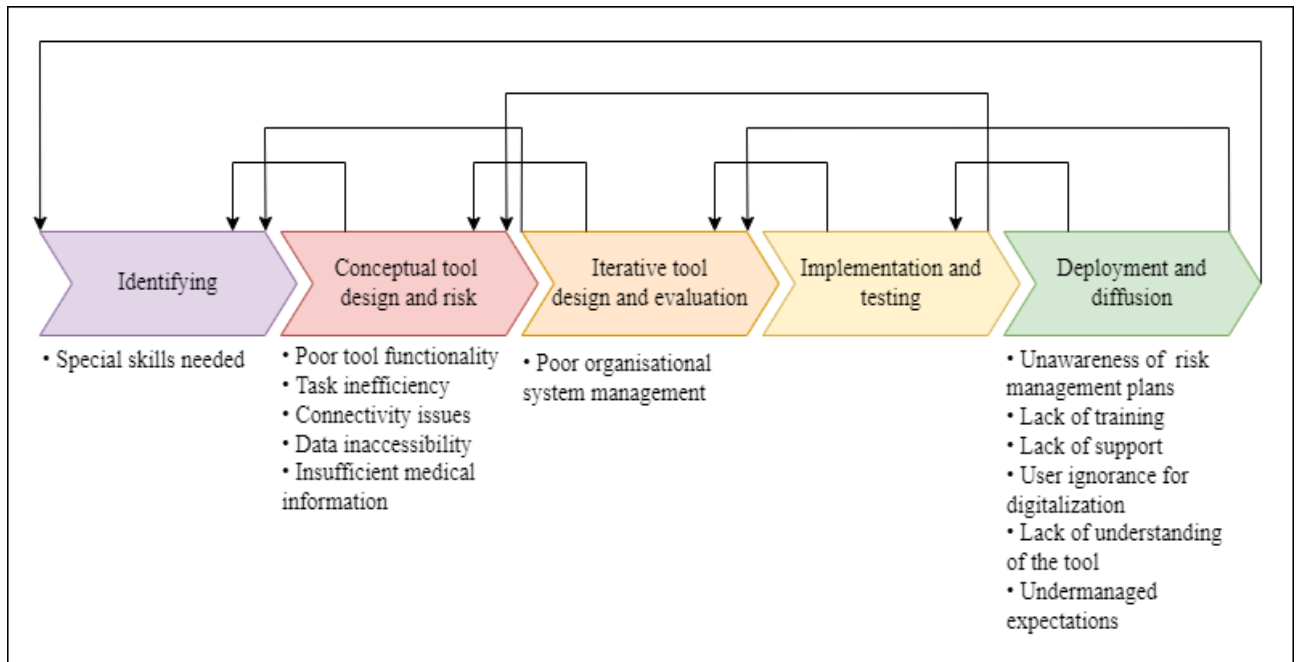 Identifying
Conceptual tool
design and risk
Iterative tool
design and evaluation
Implementation and
testing
Deployment and
diffusion
• Special skills needed
• Poor tool functionality
• Task inefficiency
• Connectivity issues
• Data inaccessibility
• Insufficient medical
information
• Poor organisational
system management
• Unawareness of risk
management plans
• Lack of training
• Lack of support
• User ignorance for
digitalization
• Lack of understanding
of the tool
• Undermanaged
expectations